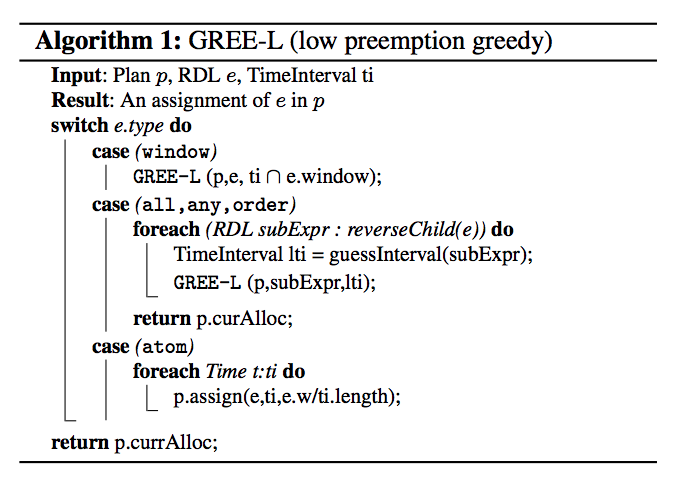 Algorithm 1: GREE-L (low preemption greedy)
Input: Plan p, RDL e, TimeInterval ti
Result: An assignment of e in p
switch e.type do
case (window)
GREE-L (p,e, ti ∩ e.window);
case (all,any,order)
foreach (RDL subExpr : reverseChild(e)) do
TimeInterval lti = guessInterval(subExpr);
GREE-L (p,subExpr,lti);
return p.curAlloc;
case (atom)
foreach Time t:ti do
p.assign(e,ti,e.w/ti.length);
return p.currAlloc;